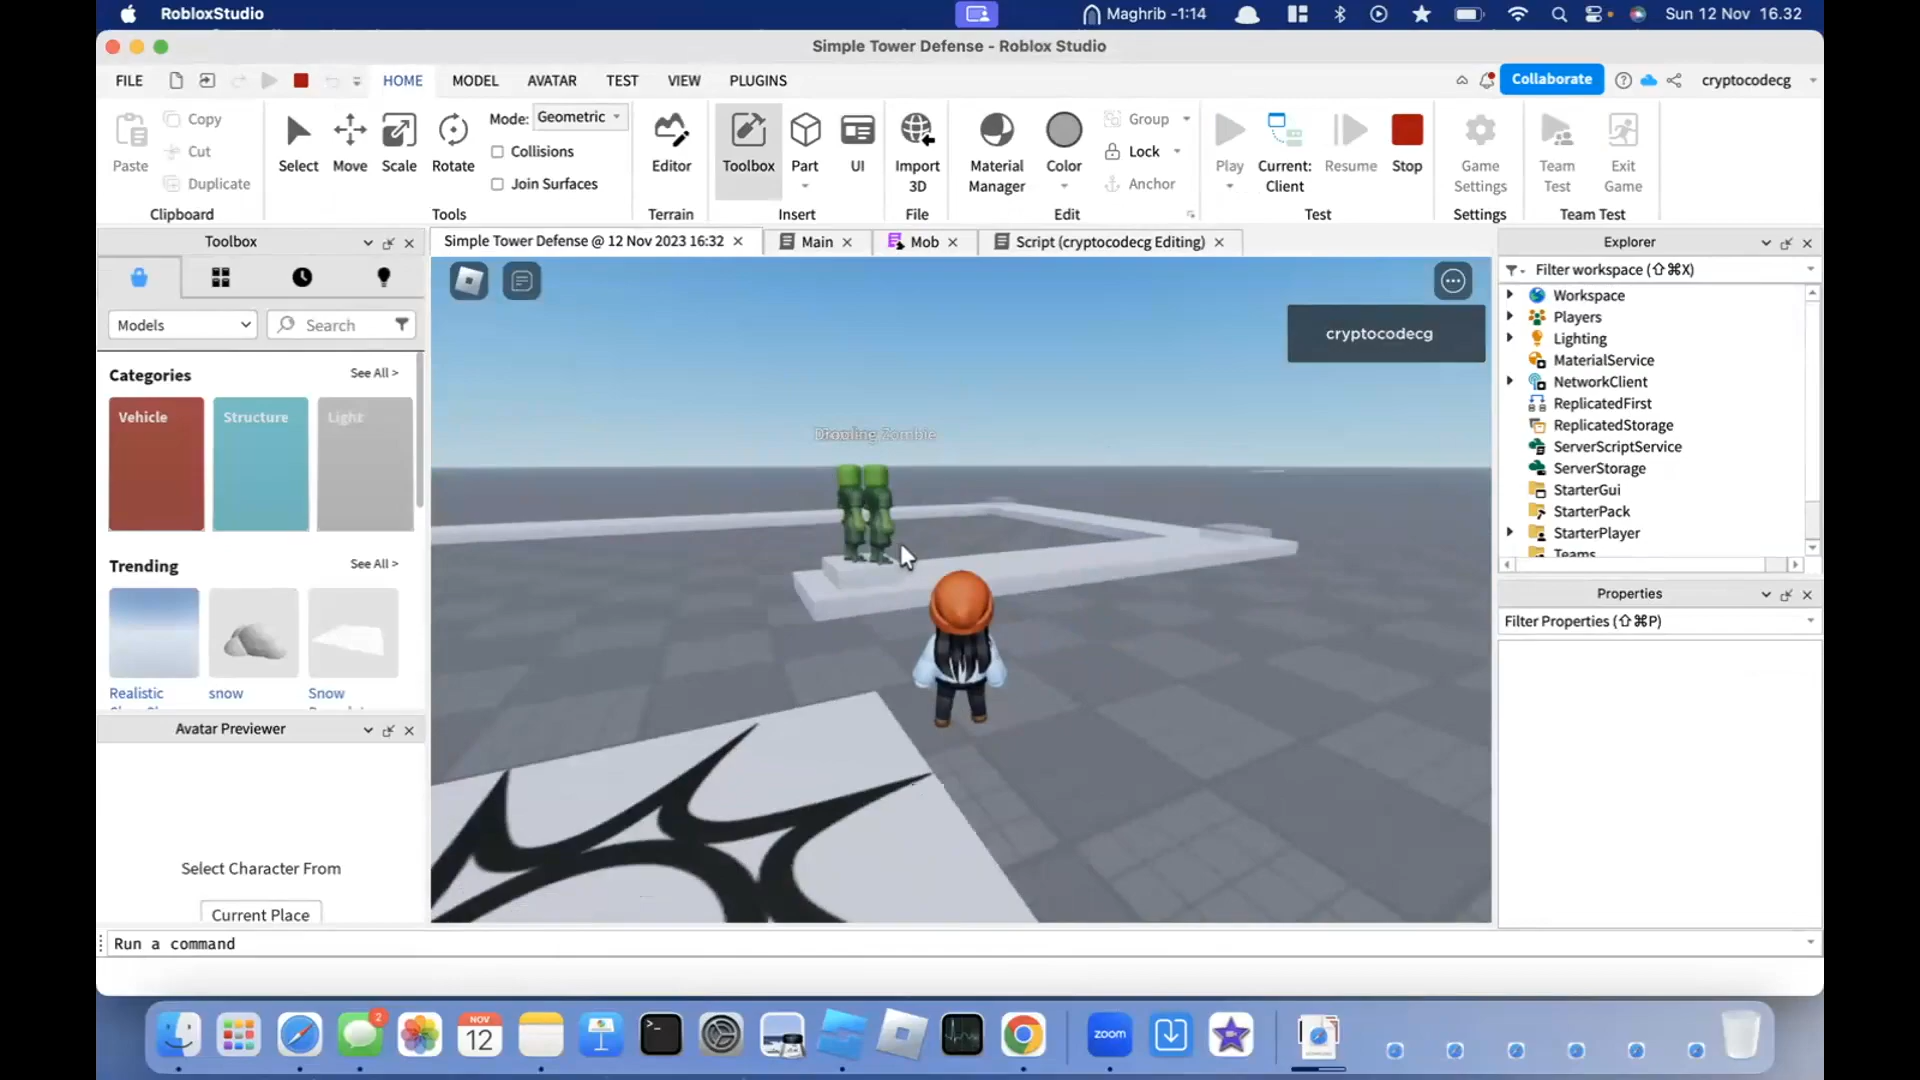 RobloxStudio
Maghrib -1:14
Sun 12 Nov 16.32
Simple Tower Defense - Roblox Studio
FILE HOME MODEL AVATAR TEST VIEW PLUGINS
Collaborate
cryptocodecg
Paste
Copy
Cut
Duplicate
Clipboard
Select
Move
Scale
Rotate
Mode: Geometric
Collisions
Join Surfaces
Tools
Editor
Terrain
Toolbox
Part
UI
Insert
Import
3D
File
Material
Manager
Color
Group
Lock
Anchor
Edit
Play
Current:
Client
Resume
Stop
Test
Game
Settings
Settings
Team
Test
Exit
Game
Team Test
Toolbox
Simple Tower Defense @ 12 Nov 2023 16:32
Main
Mob
Script (cryptocodecg Editing)
Explorer
Models
Search
Categories
See All >
Vehicle
Structure
Light
Trending
See All >
Realistic
snow
Snow
Avatar Previewer
Select Character From
Current Place
cryptocodecg
Zombie
Filter workspace (⇧⌘X)
Workspace
Players
Lighting
MaterialService
NetworkClient
ReplicatedFirst
ReplicatedStorage
ServerScriptService
ServerStorage
StarterGui
StarterPack
StarterPlayer
Teams
Properties
Filter Properties (⇧⌘P)
Run a command
2
NOV
12
zoom